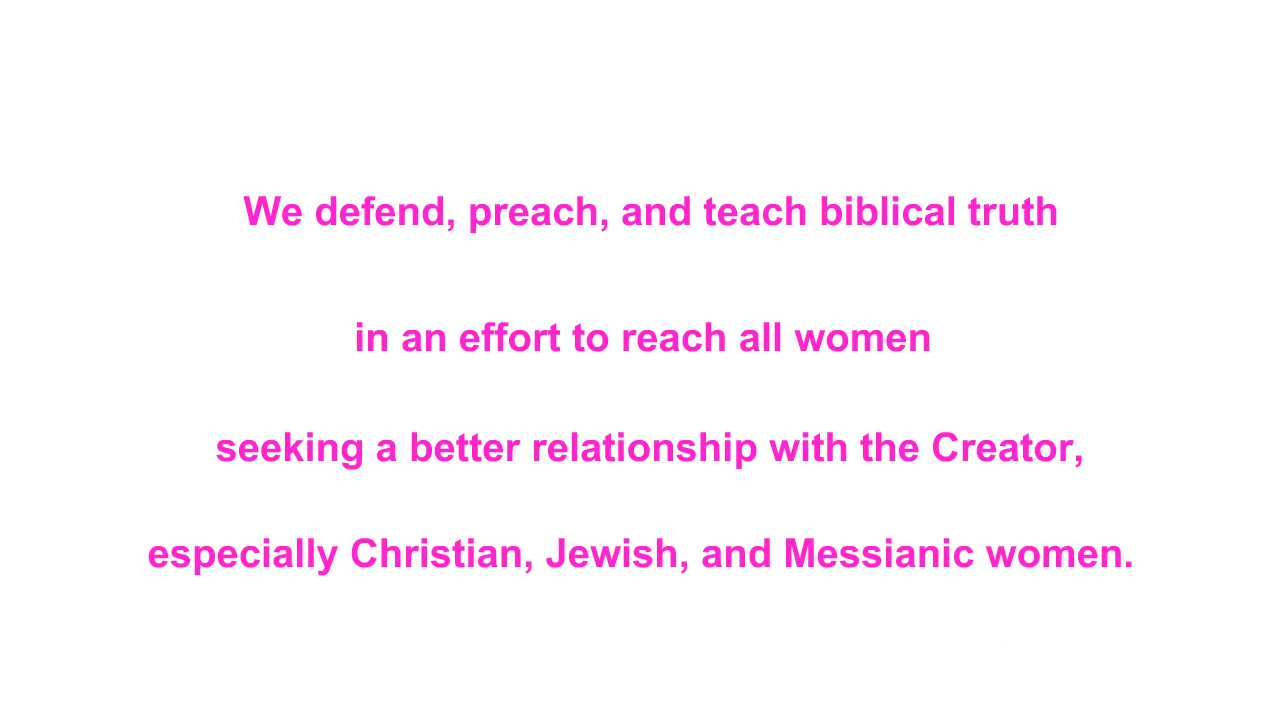 We defend, preach, and teach biblical truth
in an effort to reach all women
seeking a better relationship with the Creator,
especially Christian, Jewish, and Messianic women.